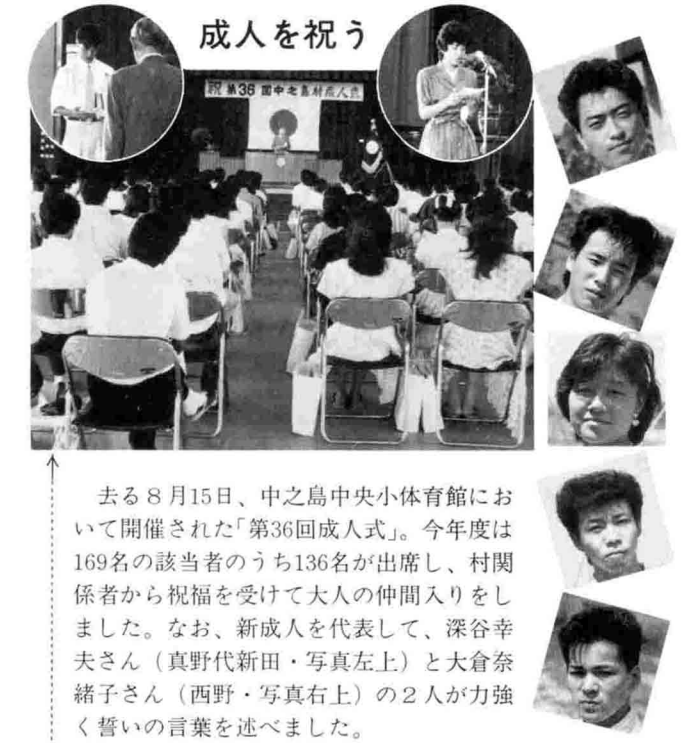 成人を祝う
祝 第36回中之島村成人式
去る8月15日、中之島中央小体育館にお
いて開催された「第36回成人式」。今年度は
169名の該当者のうち136名が出席し、村関
係者から祝福を受けて大人の仲間入りをし
ました。なお、新成人を代表して、深谷幸
夫さん（真野代新田・写真左上）と大倉奈
緒子さん（西野・写真右上）の2人が力強
く誓いの言葉を述べました。